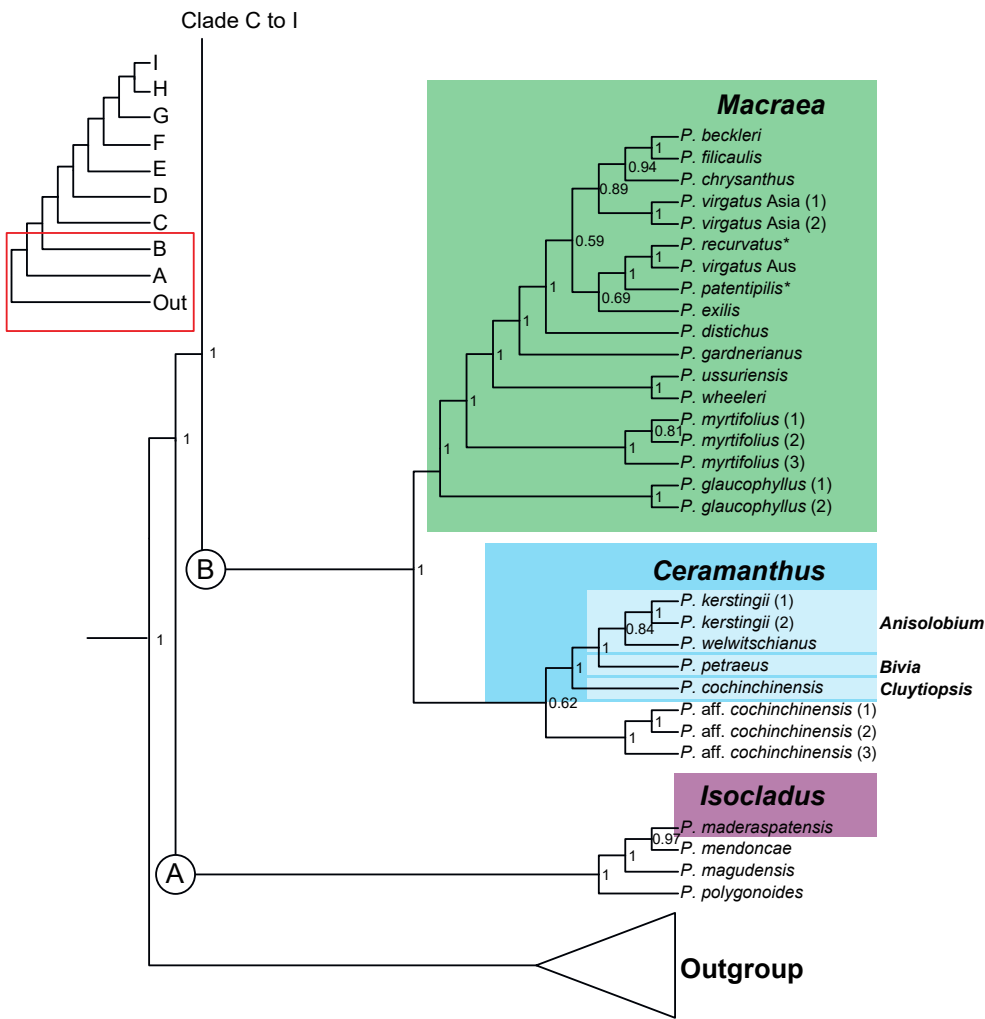 Clade C to I
I
H
G
F
E
D
C
B
A
Out
Macraea
P. beckleri
1
P. filicaulis
0.94
P. chrysanthus
0.89
P. virgatus Asia (1)
1
P. virgatus Asia (2)
0.59
P. recurvatus*
1
P. virgatus Aus
1
P. patentipilis*
0.69
P. exilis
1
P. distichus
1
P. gardnerianus
1
P. ussuriensis
1
P. wheeleri
1
P. myrtifolius (1)
0.81
P. myrtifolius (2)
1
P. myrtifolius (3)
1
P. glaucophyllus (1)
1
P. glaucophyllus (2)
1
1
B
1
Ceramanthus
P. kerstingii (1)
1
P. kerstingii (2)
0.84
Anisolobium
P. welwitschianus
1
P. petraeus
1
Bivia
P. cochinchinensis
Cluytiopsis
0.62
P. aff. cochinchinensis (1)
1
P. aff. cochinchinensis (2)
1
P. aff. cochinchinensis (3)
1
Isocladus
P. maderaspatensis
0.97
P. mendoncae
1
P. magudensis
A
1
P. polygonoides
Outgroup